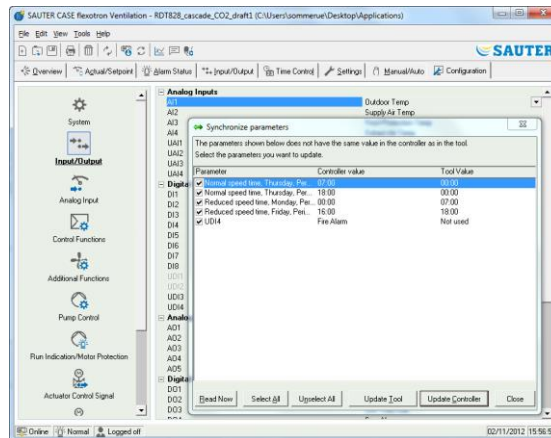 SAUTER CASE flexotron Ventilation - RDT828_cascade_CO2_draft1 (C:\Users\sommerue\Desktop\Applications)
File Edit View Tools Help
SAUTER
Overview Actual/Setpoint Alarm Status Input/Output Time Control Settings Manual/Auto Configuration
System
Input/Output
Analog Input
Control Functions
Additional Functions
Pump Control
Run Indication/Motor Protection
Actuator Control Signal
Analog Inputs
AI1 Outdoor Temp
AI2 Supply Air Temp
AI3
AI4
UAI1
UAI2
UAI3
UAI4
Digita
DI1
DI2
DI3
DI4
DI5
DI6
DI7
DI8
UDI1
UDI2
UDI3
UDI4
Analo
AO1
AO2
AO3
AO4
AO5
Digita
DO1
DO2
DO3
Synchronize parameters
The parameters shown below does not have the same value in the controller as in the tool.
Select the parameters you want to update.
Parameter Controller value Tool Value
Normal speed time, Thursday, Per... 07:00 00:00
Normal speed time, Thursday, Per... 18:00 00:00
Reduced speed time, Monday, Per... 00:00 07:00
Reduced speed time, Friday, Peri... 16:00 18:00
UDI4 Fire Alarm Not used
Read Now Select All Unselect All Update Tool Update Controller Close
Online Normal Logged off 02/11/2012 15:56:5